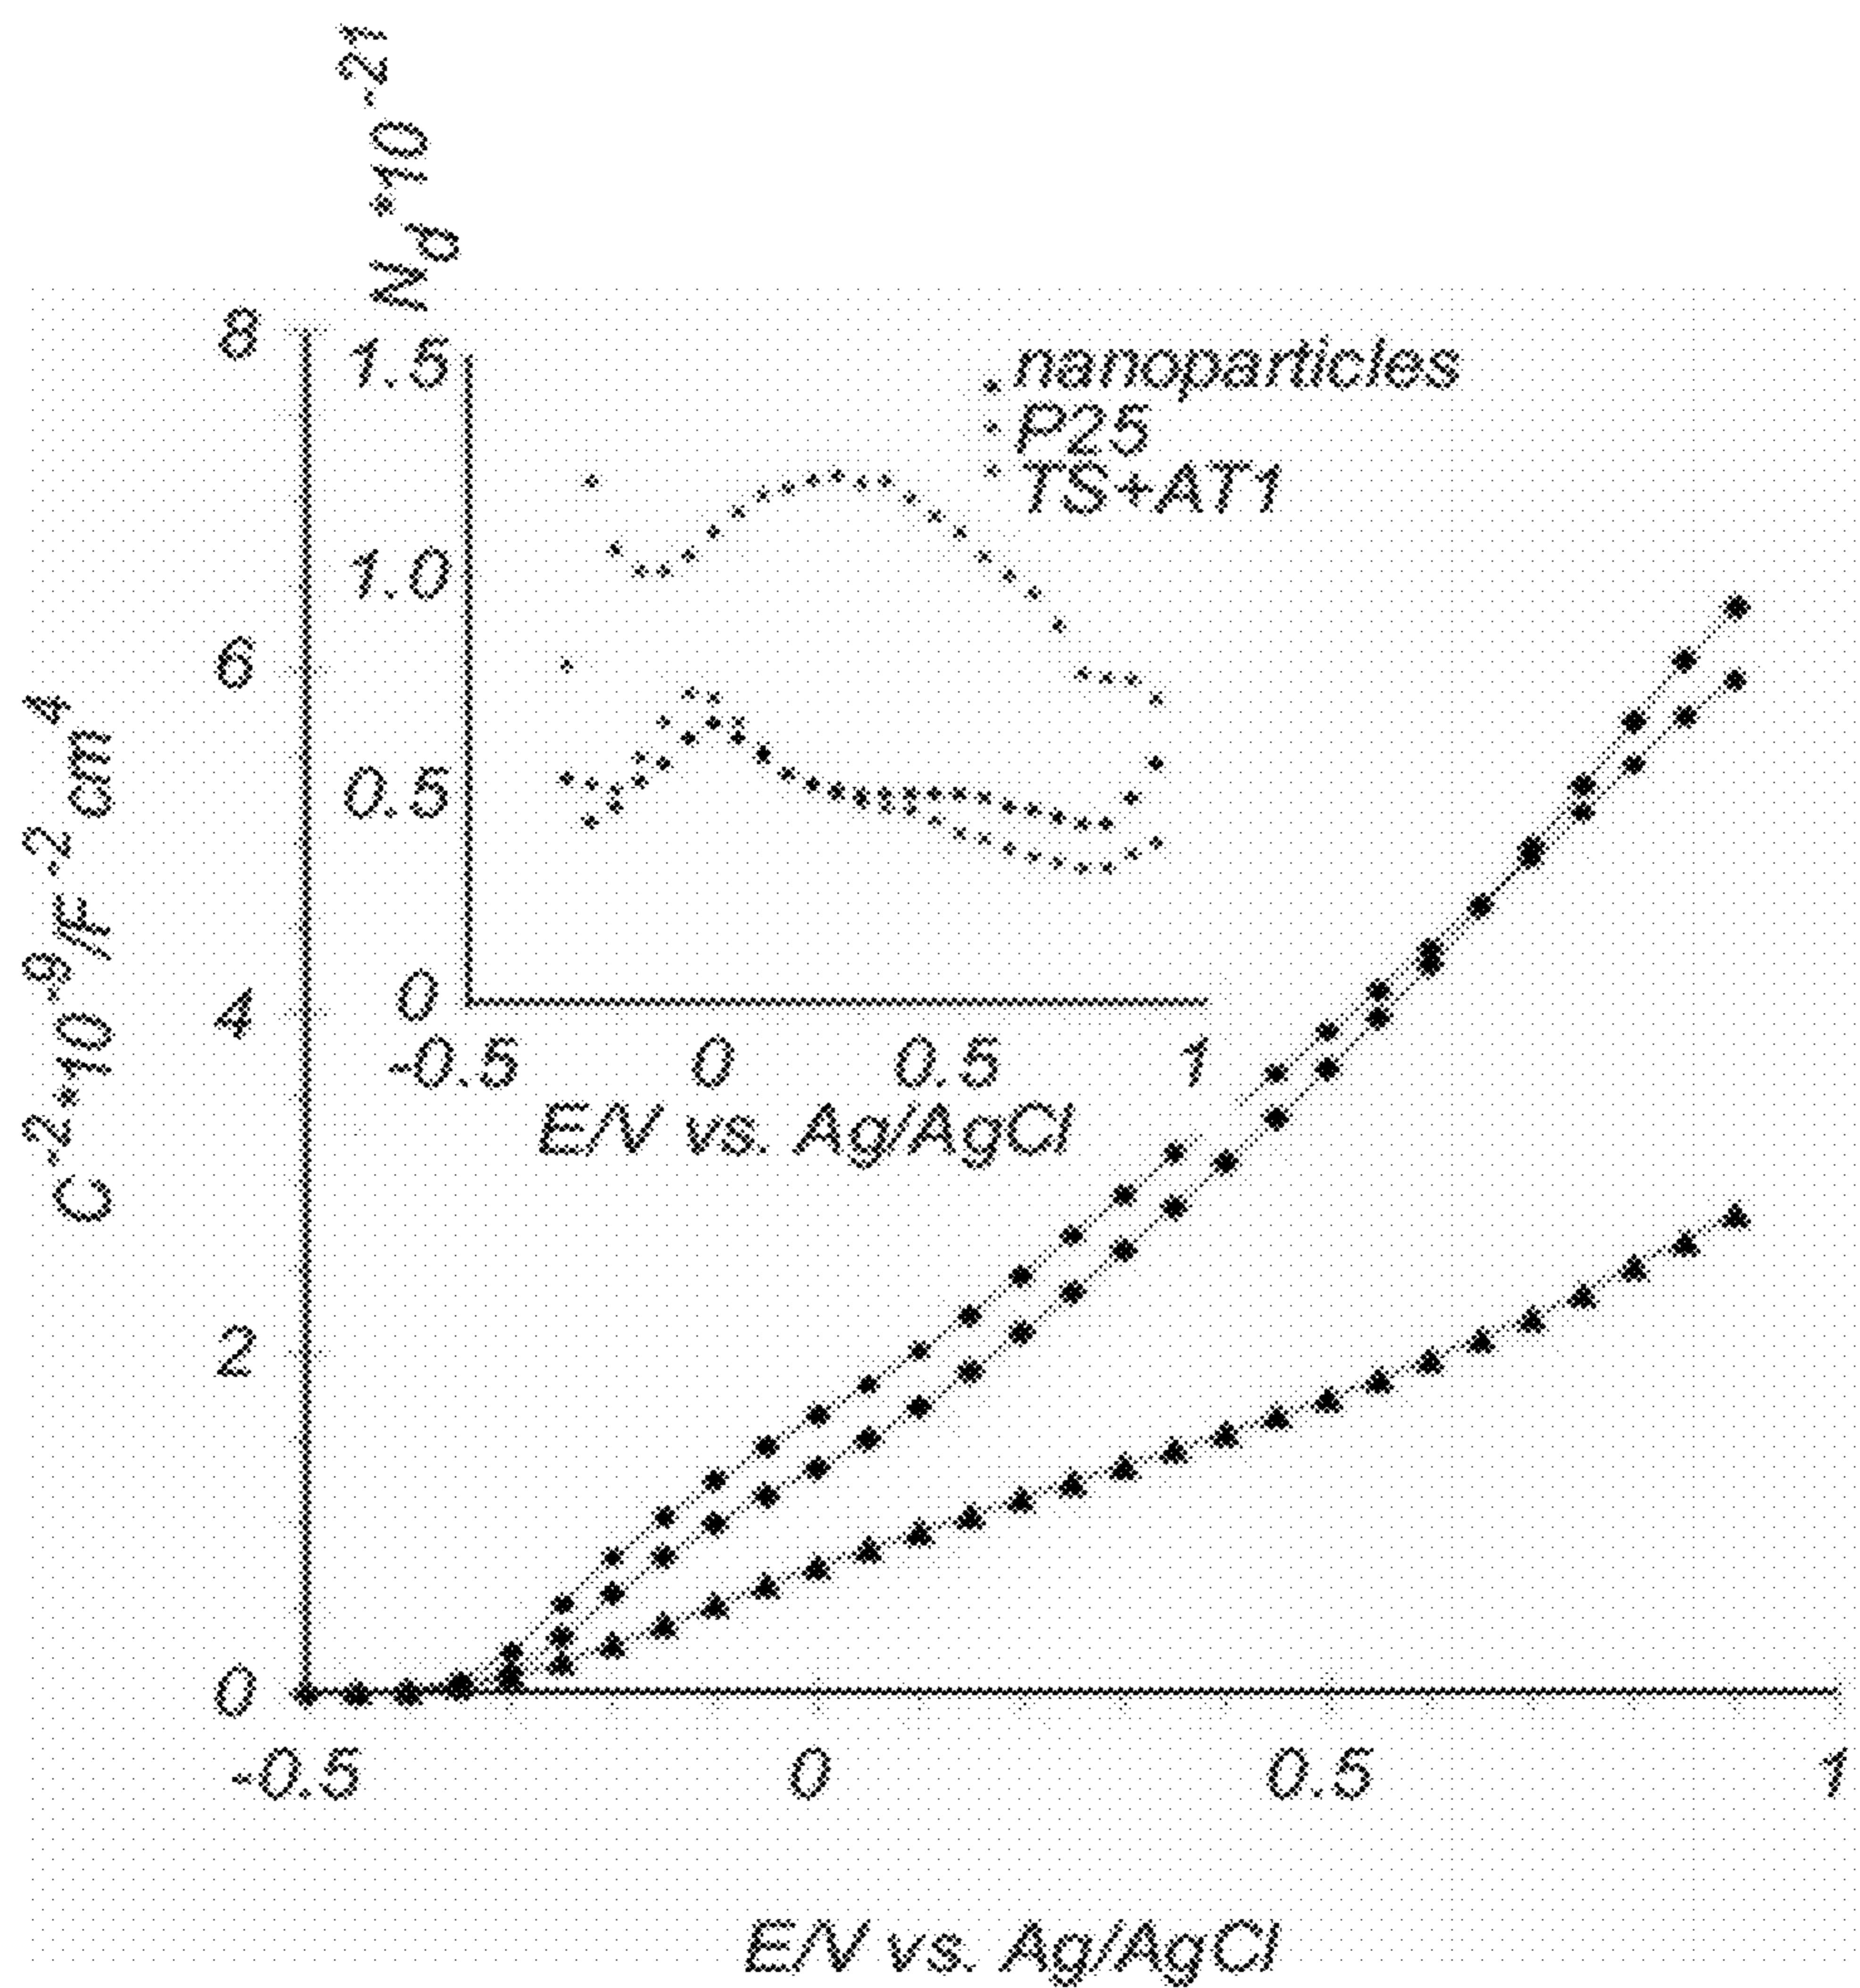 N_d*10^-21
C^-2*10^-9/F^-2 cm^4
8
6
4
2
0
-0.5
0
0.5
1
E/V vs. Ag/AgCl
1.5
1.0
0.5
0
-0.5
0
0.5
1
E/V vs. Ag/AgCl
nanoparticles
P25
TS+AT1